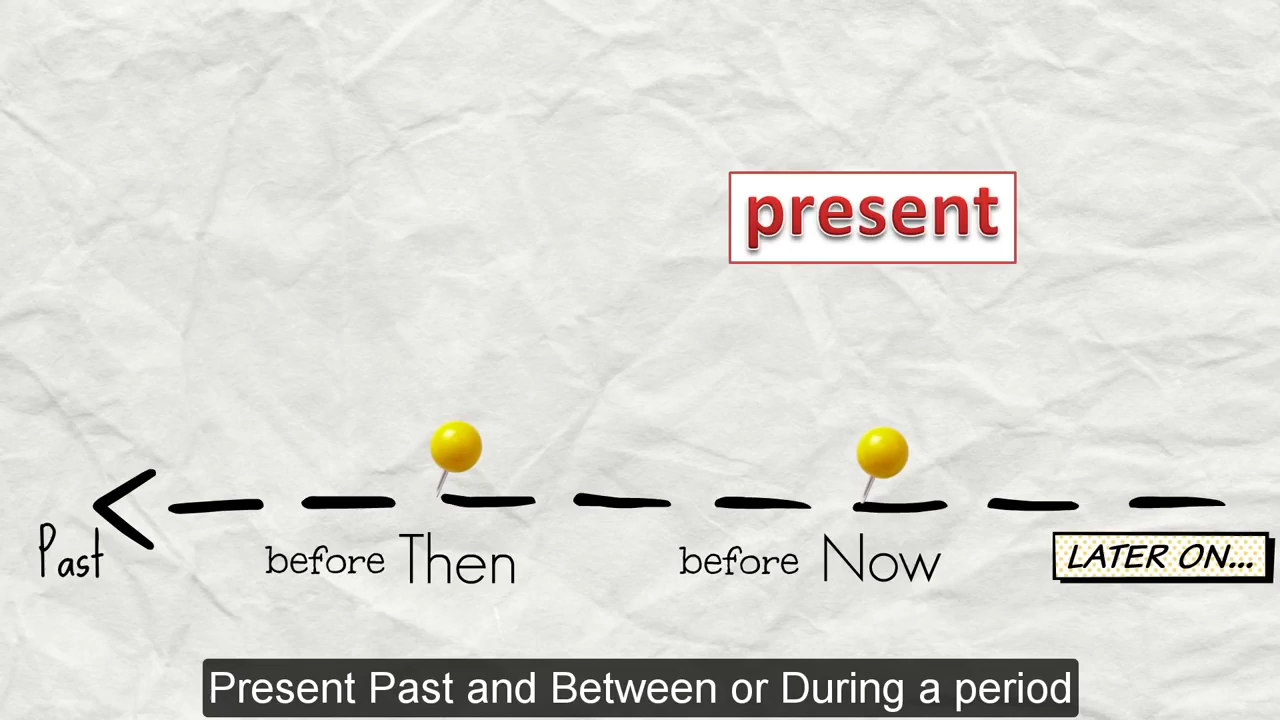 present
Past
before Then
before Now
LATER ON...
Present Past and Between or During a period